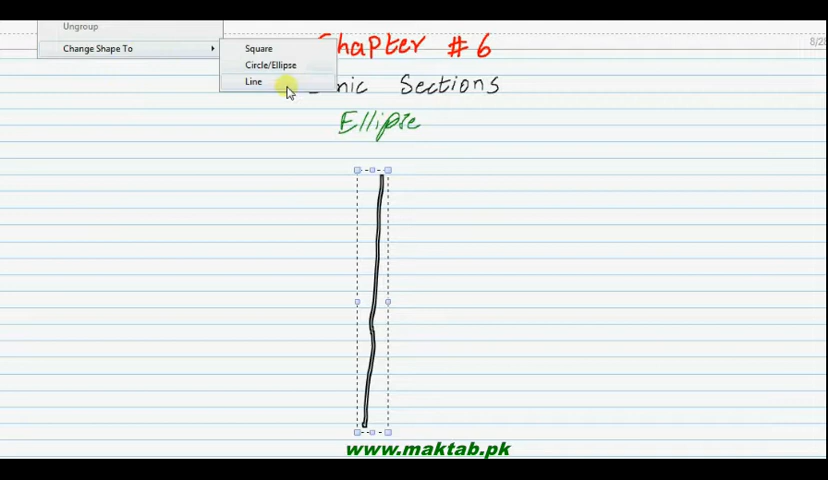 Ungroup
Change Shape To
Square
Circle/Ellipse
Line
Chapter # 6
Sections
Ellipse
www.maktab.pk